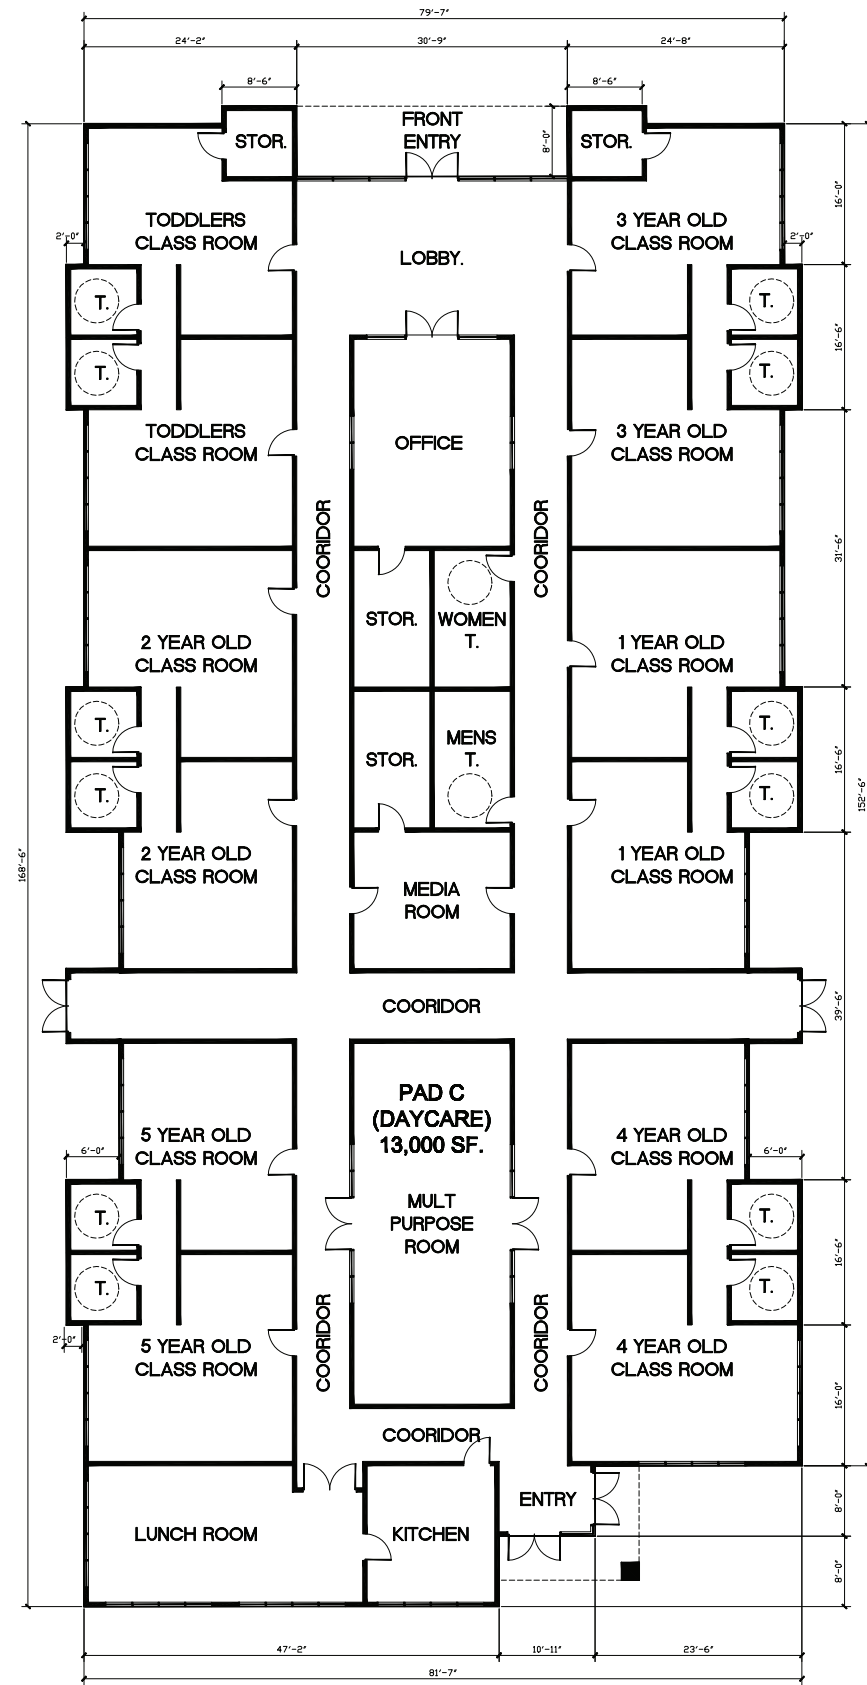 79'-7"
24'-2"
30'-9"
24'-8"
8'-6"
8'-6"
FRONT
ENTRY
8'-0"
STOR.
STOR.
16'-0"
TODDLERS
CLASS ROOM
3 YEAR OLD
CLASS ROOM
2'-0"
2'-0"
LOBBY.
T.
T.
16'-6"
T.
T.
TODDLERS
CLASS ROOM
OFFICE
3 YEAR OLD
CLASS ROOM
COORIDOR
COORIDOR
31'-6"
STOR.
WOMEN
T.
2 YEAR OLD
CLASS ROOM
1 YEAR OLD
CLASS ROOM
T.
T.
MENS
T.
STOR.
16'-6"
T.
T.
152'-6"
168'-6"
2 YEAR OLD
CLASS ROOM
1 YEAR OLD
CLASS ROOM
MEDIA
ROOM
COORIDOR
39'-6"
PAD C
(DAYCARE)
13,000 SF.
5 YEAR OLD
CLASS ROOM
4 YEAR OLD
CLASS ROOM
6'-0"
6'-0"
MULT
PURPOSE
ROOM
T.
T.
16'-6"
T.
T.
2'-0"
5 YEAR OLD
CLASS ROOM
COORIDOR
COORIDOR
4 YEAR OLD
CLASS ROOM
16'-0"
COORIDOR
ENTRY
8'-0"
LUNCH ROOM
KITCHEN
8'-0"
47'-2"
10'-11"
23'-6"
81'-7"